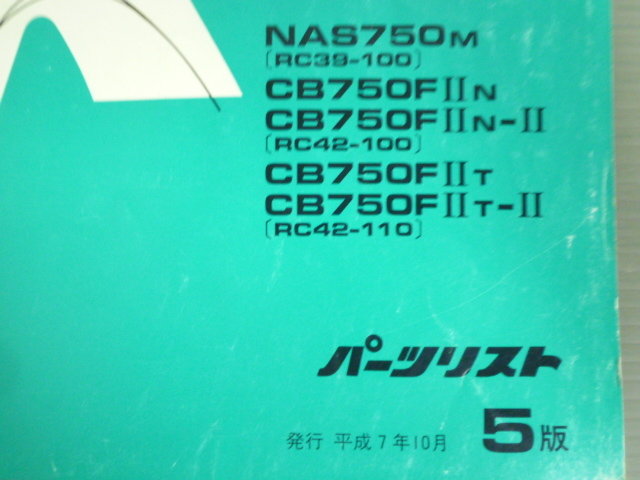 NAS750M
〔RC39-100〕
CB750FⅡN
CB750FⅡN-Ⅱ
〔RC42-100〕
CB750FⅡT
CB750FⅡT-Ⅱ
〔RC42-110〕
パーツリスト
発行 平成7年10月 5版